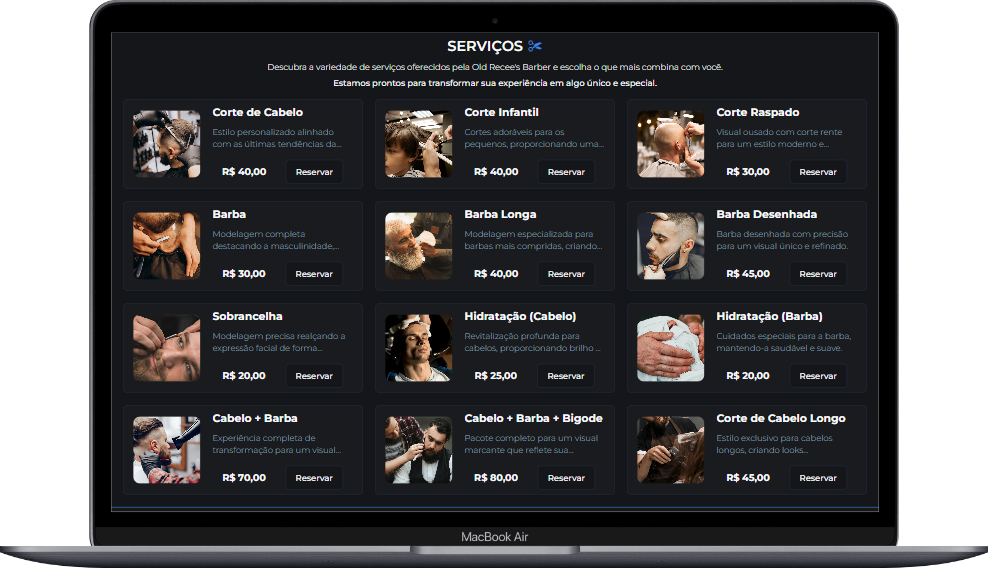 SERVIÇOS
Descubra a variedade de serviços oferecidos pela Old Recee's Barber e escolha o que mais combina com você.
Estamos prontos para transformar sua experiência em algo único e especial.
Corte de Cabelo
Estilo personalizado alinhado
com as últimas tendências da...
R$ 40,00 Reservar
Corte Infantil
Cortes adoráveis para os
pequenos, proporcionando uma...
R$ 40,00 Reservar
Corte Raspado
Visual ousado com corte rente
para um estilo moderno e...
R$ 30,00 Reservar
Barba
Modelagem completa
destacando a masculinidade,...
R$ 30,00 Reservar
Barba Longa
Modelagem especializada para
barbas mais compridas, criando...
R$ 40,00 Reservar
Barba Desenhada
Barba desenhada com precisão
para um visual único e refinado.
R$ 45,00 Reservar
Sobrancelha
Modelagem precisa realçando a
expressão facial de forma...
R$ 20,00 Reservar
Hidratação (Cabelo)
Revitalização profunda para
cabelos, proporcionando brilho ...
R$ 25,00 Reservar
Hidratação (Barba)
Cuidados especiais para a barba,
mantendo-a saudável e suave.
R$ 20,00 Reservar
Cabelo + Barba
Experiência completa de
transformação para um visual...
R$ 70,00 Reservar
Cabelo + Barba + Bigode
Pacote completo para um visual
marcante que reflete sua...
R$ 80,00 Reservar
Corte de Cabelo Longo
Estilo exclusivo para cabelos
longos, criando looks...
R$ 45,00 Reservar
MacBook Air